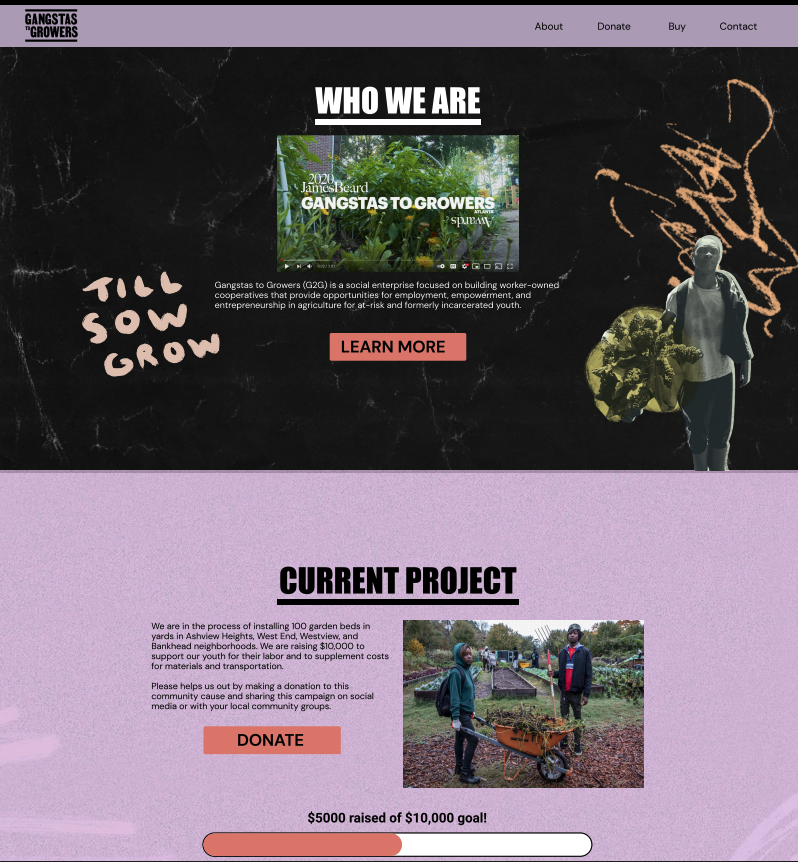 GANGSTAS
TO GROWERS
About Donate Buy Contact
WHO WE ARE
2020
JamesBeard
GANGSTAS TO GROWERS
ATLANTA
Awards
Gangstas to Growers (G2G) is a social enterprise focused on building worker-owned
cooperatives that provide opportunities for employment, empowerment, and
entrepreneurship in agriculture for at-risk and formerly incarcerated youth.
TILL
SOW
GROW
LEARN MORE
CURRENT PROJECT
We are in the process of installing 100 garden beds in
yards in Ashview Heights, West End, Westview, and
Bankhead neighborhoods. We are raising $10,000 to
support our youth for their labor and to supplement costs
for materials and transportation.
Please helps us out by making a donation to this
community cause and sharing this campaign on social
media or with your local community groups.
DONATE
$5000 raised of $10,000 goal!